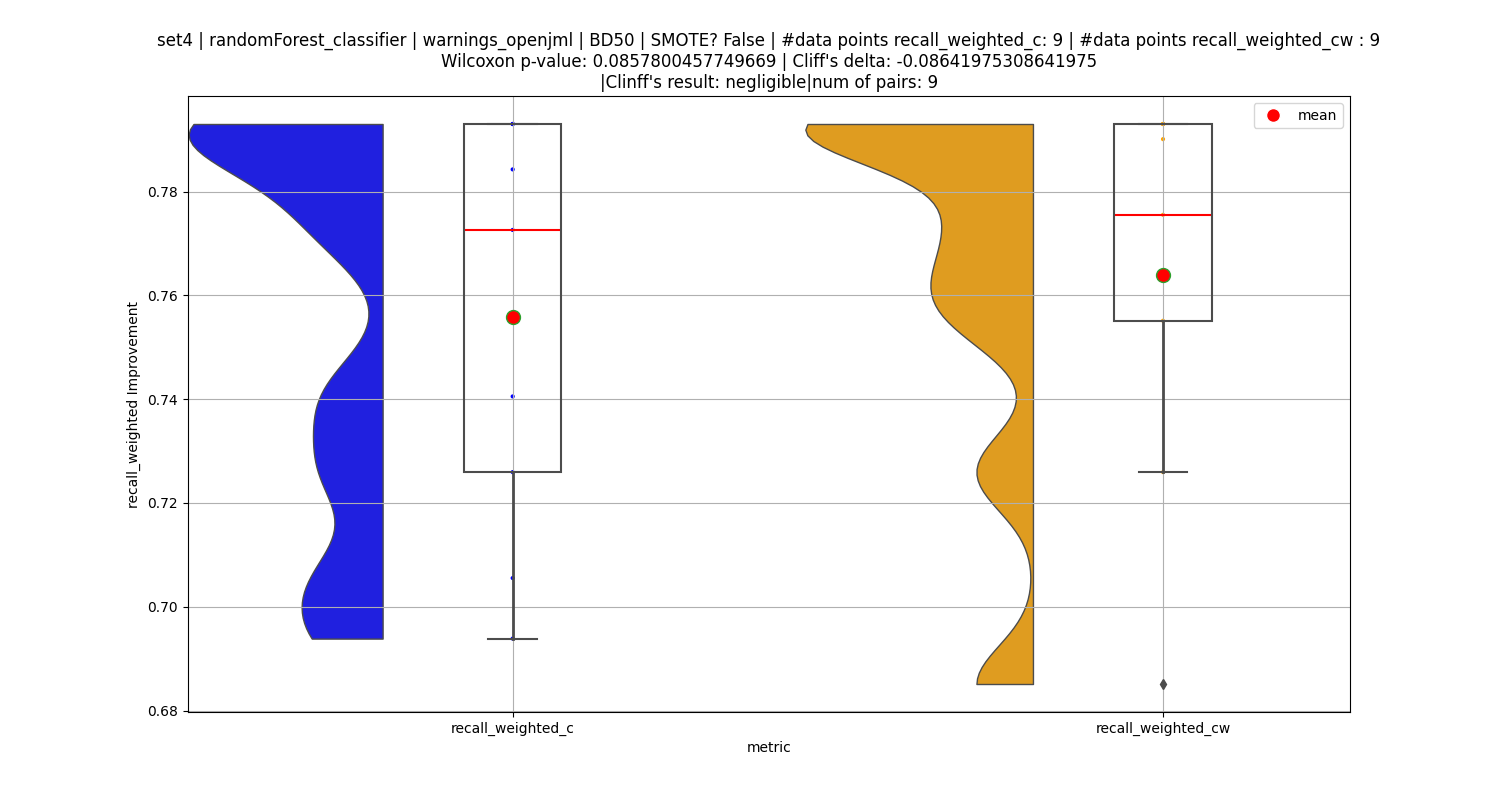 set4 | randomForest_classifier | warnings_openjml | BD50 | SMOTE? False | #data points recall_weighted_c: 9 | #data points recall_weighted_cw : 9
Wilcoxon p-value: 0.0857800457749669 | Cliff's delta: -0.08641975308641975
|Clinff's result: negligible|num of pairs: 9
mean
0.78
0.76
0.74
0.72
0.70
0.68
recall_weighted Improvement
recall_weighted_c
recall_weighted_cw
metric